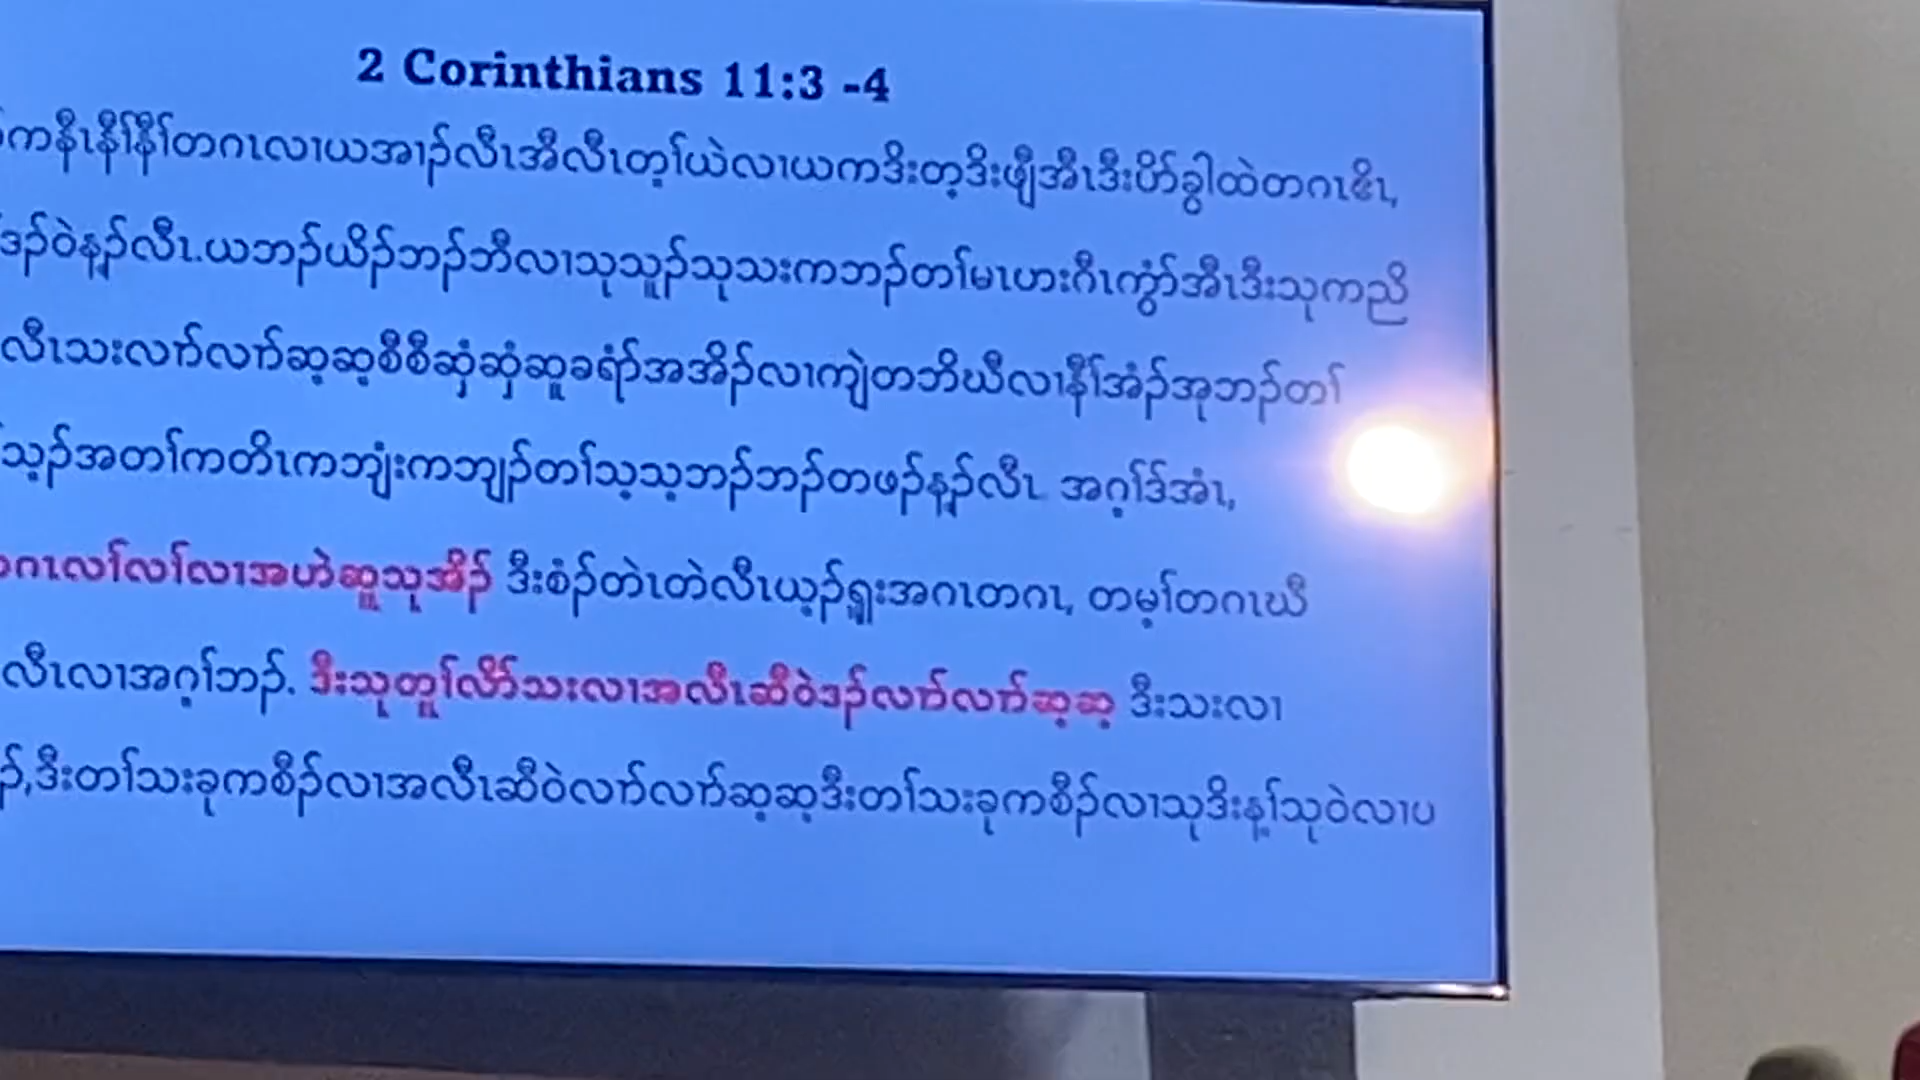 2 Corinthians 11:3 -4
ကနီၤနီၢ်နီၢ်တဂၤလၢယအၢၣ်လီၤအီလီၤတ့ၢ်ယဲလၢယကဒိးတ့ဒိးဖျီအီၤဒီးပိာ်ခွါထဲတဂၤဧိၤ,
ဒၣ်ဝဲန့ၣ်လီၤ.ယဘၣ်ယိၣ်ဘၣ်ဘီလၢသုသူၣ်သုသးကဘၣ်တၢ်မၤဟးဂီၤကွံာ်အီၤဒီးသုကညိ
လီၤသးလၢာ်လၢာ်ဆ့ဆ့စီစီဆှံဆှံဆူခရံာ်အအိၣ်လၢကျဲတဘိဃီလၢနီၢ်အံၣ်အုဘၣ်တၢ်
သ့ၣ်အတၢ်ကတိၤကဘျံးကဘျၣ်တၢ်သ့သ့ဘၣ်ဘၣ်တဖၣ်န့ၣ်လီၤ အဂ့ၢ်ဒ်အံၤ,
ဂၤလၢ်လၢ်လၢအဟဲဆူသုအိၣ် ဒီးစံၣ်တဲၤတဲလီၤယ့ၣ်ရှူးအဂၤတဂၤ, တမ့ၢ်တဂၤဃီ
လီၤလၢအဂ့ၢ်ဘၣ်. ဒီးသုတူၢ်လိာ်သးလၢအလီၤဆီဝဲဒၣ်လၢာ်လၢာ်ဆ့ဆ့ ဒီးသးလၢ
ၣ်,ဒီးတၢ်သးခုကစီၣ်လၢအလီၤဆီဝဲလၢာ်လၢာ်ဆ့ဆ့ဒီးတၢ်သးခုကစီၣ်လၢသုဒိးန့ၢ်သုဝဲလၢပ